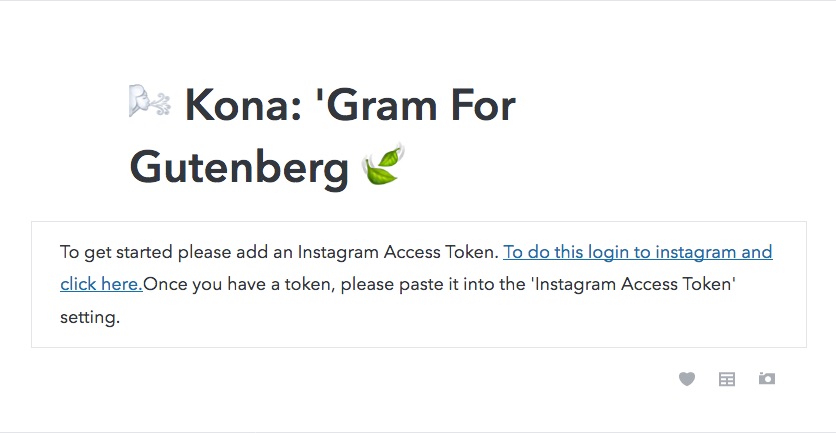 🌬 Kona: 'Gram For
Gutenberg 🍃
To get started please add an Instagram Access Token. To do this login to instagram and
click here.Once you have a token, please paste it into the 'Instagram Access Token'
setting.